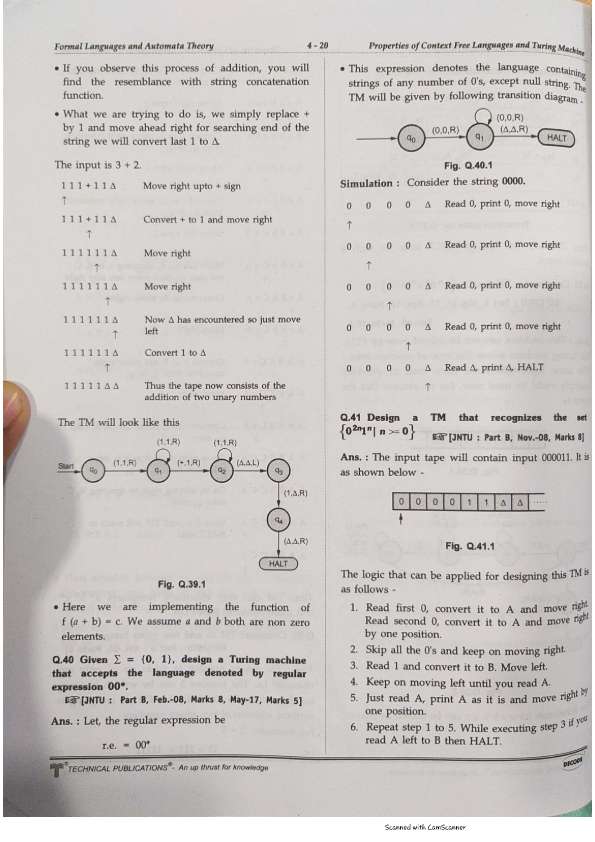 Formal Languages and Automata Theory
4 - 20
Properties of Context Free Languages and Turing Machine
• If you observe this process of addition, you will
find the resemblance with string concatenation
function.
• What we are trying to do is, we simply replace +
by 1 and move ahead right for searching end of the
string we will convert last 1 to Δ.
The input is 3 + 2.
1 1 1 + 1 1 Δ Move right upto + sign
↑
1 1 1 + 1 1 Δ Convert + to 1 and move right
↑
1 1 1 1 1 1 Δ Move right
↑
1 1 1 1 1 1 Δ Move right
↑
1 1 1 1 1 1 Δ Now Δ has encountered so just move
↑ left
1 1 1 1 1 1 Δ Convert 1 to Δ
↑
1 1 1 1 1 Δ Δ Thus the tape now consists of the
addition of two unary numbers
The TM will look like this
(1,1,R) (1,1,R)
Start q₀ (1,1,R) q₁ (+,1,R) q₂ (Δ,Δ,L) q₃
(1,Δ,R)
q₄
(Δ,Δ,R)
HALT
Fig. Q.39.1
• Here we are implementing the function of
f (a + b) = c. We assume a and b both are non zero
elements.
Q.40 Given Σ = {0, 1}, design a Turing machine
that accepts the language denoted by regular
expression 00*.
[JNTU : Part B, Feb.-08, Marks 8, May-17, Marks 5]
Ans. : Let, the regular expression be
r.e. = 00*
• This expression denotes the language containing
strings of any number of 0's, except null string. The
TM will be given by following transition diagram.
(0,0,R)
q₀ (0,0,R) q₁ (Δ,Δ,R) HALT
Fig. Q.40.1
Simulation : Consider the string 0000.
0 0 0 0 Δ Read 0, print 0, move right
↑
0 0 0 0 Δ Read 0, print 0, move right
↑
0 0 0 0 Δ Read 0, print 0, move right
↑
0 0 0 0 Δ Read 0, print 0, move right
↑
0 0 0 0 Δ Read Δ, print Δ, HALT
↑
Q.41 Design a TM that recognizes the set
{0²ⁿ1ⁿ| n >= 0}
[JNTU : Part B, Nov.-08, Marks 8]
Ans. : The input tape will contain input 000011. It is
as shown below -
0 0 0 0 1 1 Δ Δ .....
Fig. Q.41.1
The logic that can be applied for designing this TM is
as follows -
1. Read first 0, convert it to A and move right
Read second 0, convert it to A and move right
by one position.
2. Skip all the 0's and keep on moving right.
3. Read 1 and convert it to B. Move left.
4. Keep on moving left until you read A.
5. Just read A, print A as it is and move right by
one position.
6. Repeat step 1 to 5. While executing step 3 if you
read A left to B then HALT.
TECHNICAL PUBLICATIONS® - An up thrust for knowledge
DECODE
Scanned with CamScanner